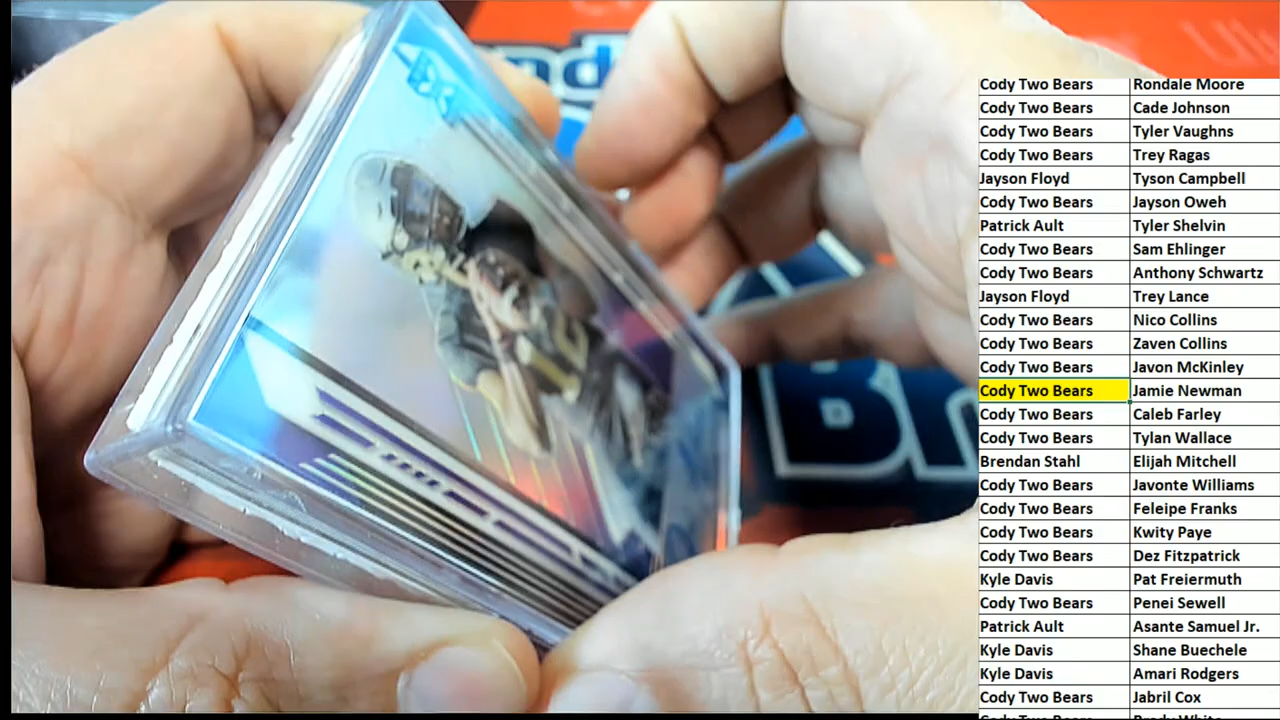 Cody Two Bears Rondale Moore
Cody Two Bears Cade Johnson
Cody Two Bears Tyler Vaughns
Cody Two Bears Trey Ragas
Jayson Floyd Tyson Campbell
Cody Two Bears Jayson Oweh
Patrick Ault Tyler Shelvin
Cody Two Bears Sam Ehlinger
Cody Two Bears Anthony Schwartz
Jayson Floyd Trey Lance
Cody Two Bears Nico Collins
Cody Two Bears Zaven Collins
Cody Two Bears Javon McKinley
Cody Two Bears Jamie Newman
Cody Two Bears Caleb Farley
Cody Two Bears Tylan Wallace
Brendan Stahl Elijah Mitchell
Cody Two Bears Javonte Williams
Cody Two Bears Feleipe Franks
Cody Two Bears Kwity Paye
Cody Two Bears Dez Fitzpatrick
Kyle Davis Pat Freiermuth
Cody Two Bears Penei Sewell
Patrick Ault Asante Samuel Jr.
Kyle Davis Shane Buechele
Kyle Davis Amari Rodgers
Cody Two Bears Jabril Cox